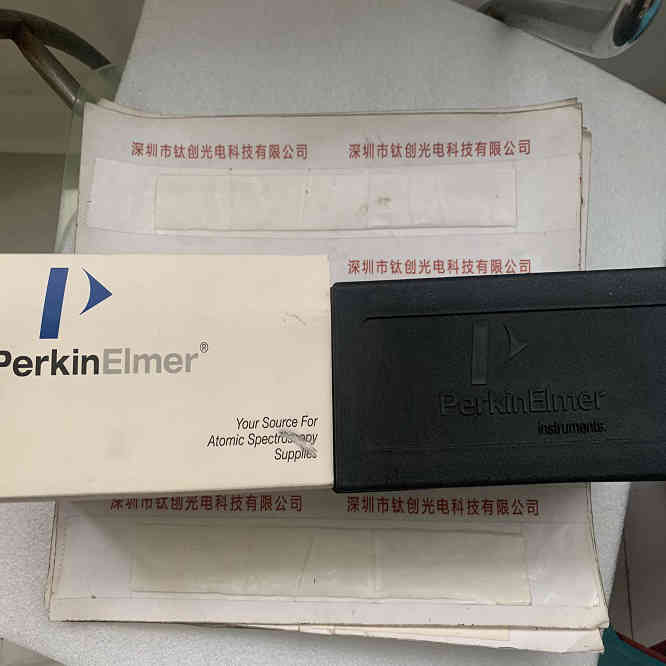 深圳市钛创光电科技有限公司 深圳市钛创光电科技有限公司
深圳市钛创光电科技有限公司
PerkinElmer®
Your Source For
Atomic Spectroscopy
Supplies
PerkinElmer
instruments.
深圳市钛创光电科技有限公司 深圳市钛创光电科技有限公司